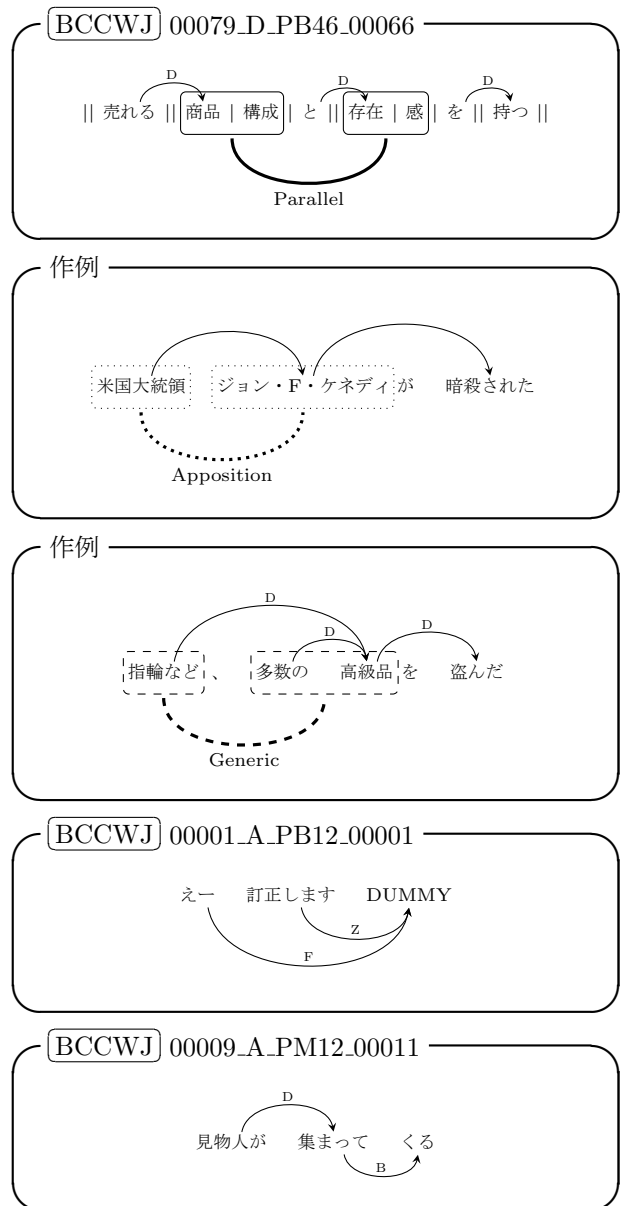 BCCWJ 00079_D_PB46_00066
D D D
|| 売れる || 商品 | 構成 | と || 存在 | 感 | を || 持つ ||
Parallel
作例
米国大統領 ジョン・F・ケネディが 暗殺された
Apposition
作例
D
D D
指輪など、 多数の 高級品を 盗んだ
Generic
BCCWJ 00001_A_PB12_00001
えー 訂正します DUMMY
Z
F
BCCWJ 00009_A_PM12_00011
D
見物人が 集まって くる
B